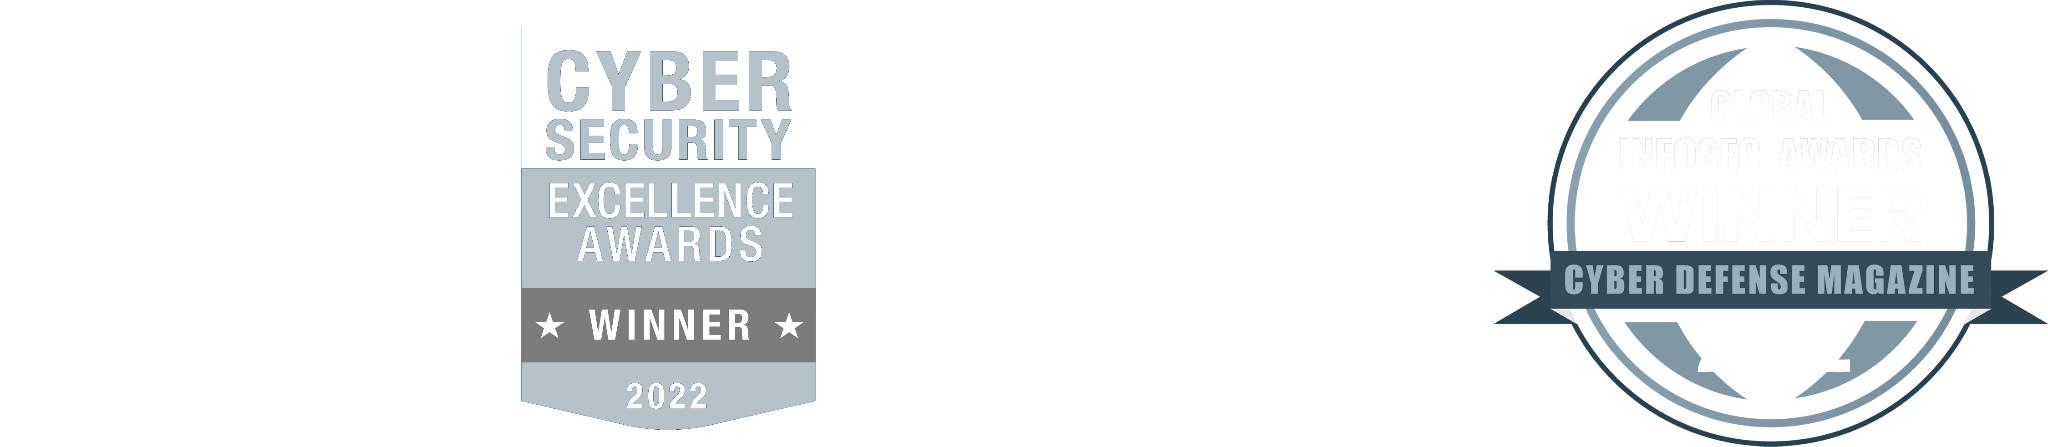 CYBER
SECURITY
EXCELLENCE
AWARDS
WINNER
2022
GLOBAL
INFOSEC AWARDS
WINNER
CYBER DEFENSE MAGAZINE